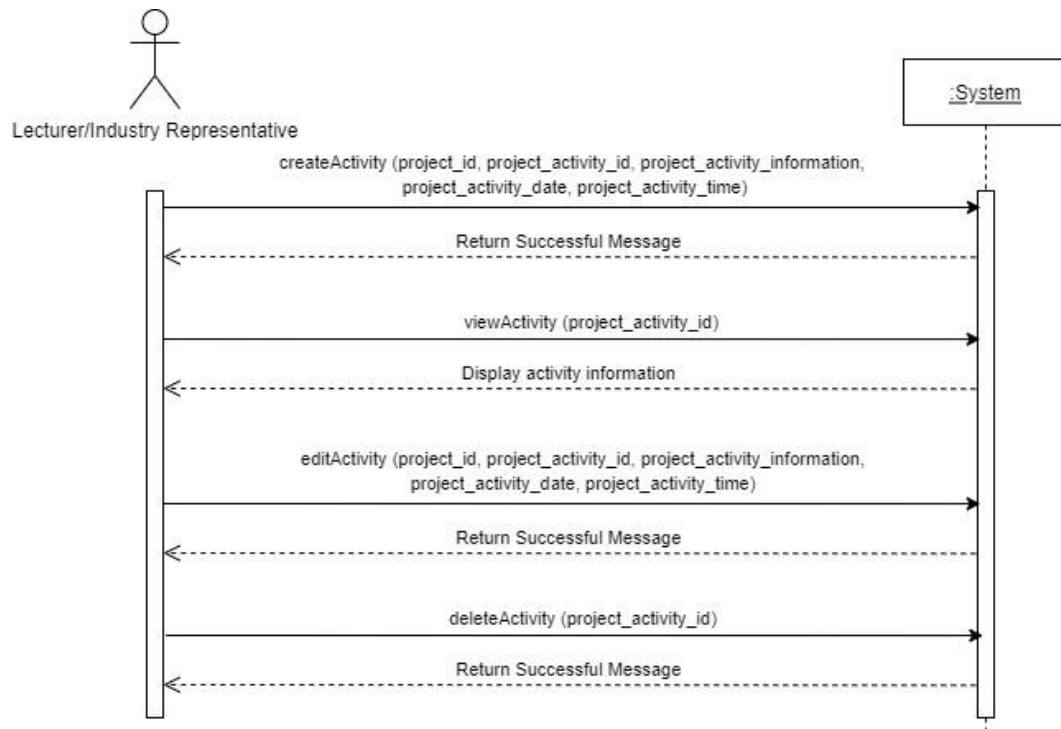 :System
Lecturer/Industry Representative
createActivity (project_id, project_activity_id, project_activity_information,
project_activity_date, project_activity_time)
Return Successful Message
viewActivity (project_activity_id)
Display activity information
editActivity (project_id, project_activity_id, project_activity_information,
project_activity_date, project_activity_time)
Return Successful Message
deleteActivity (project_activity_id)
Return Successful Message